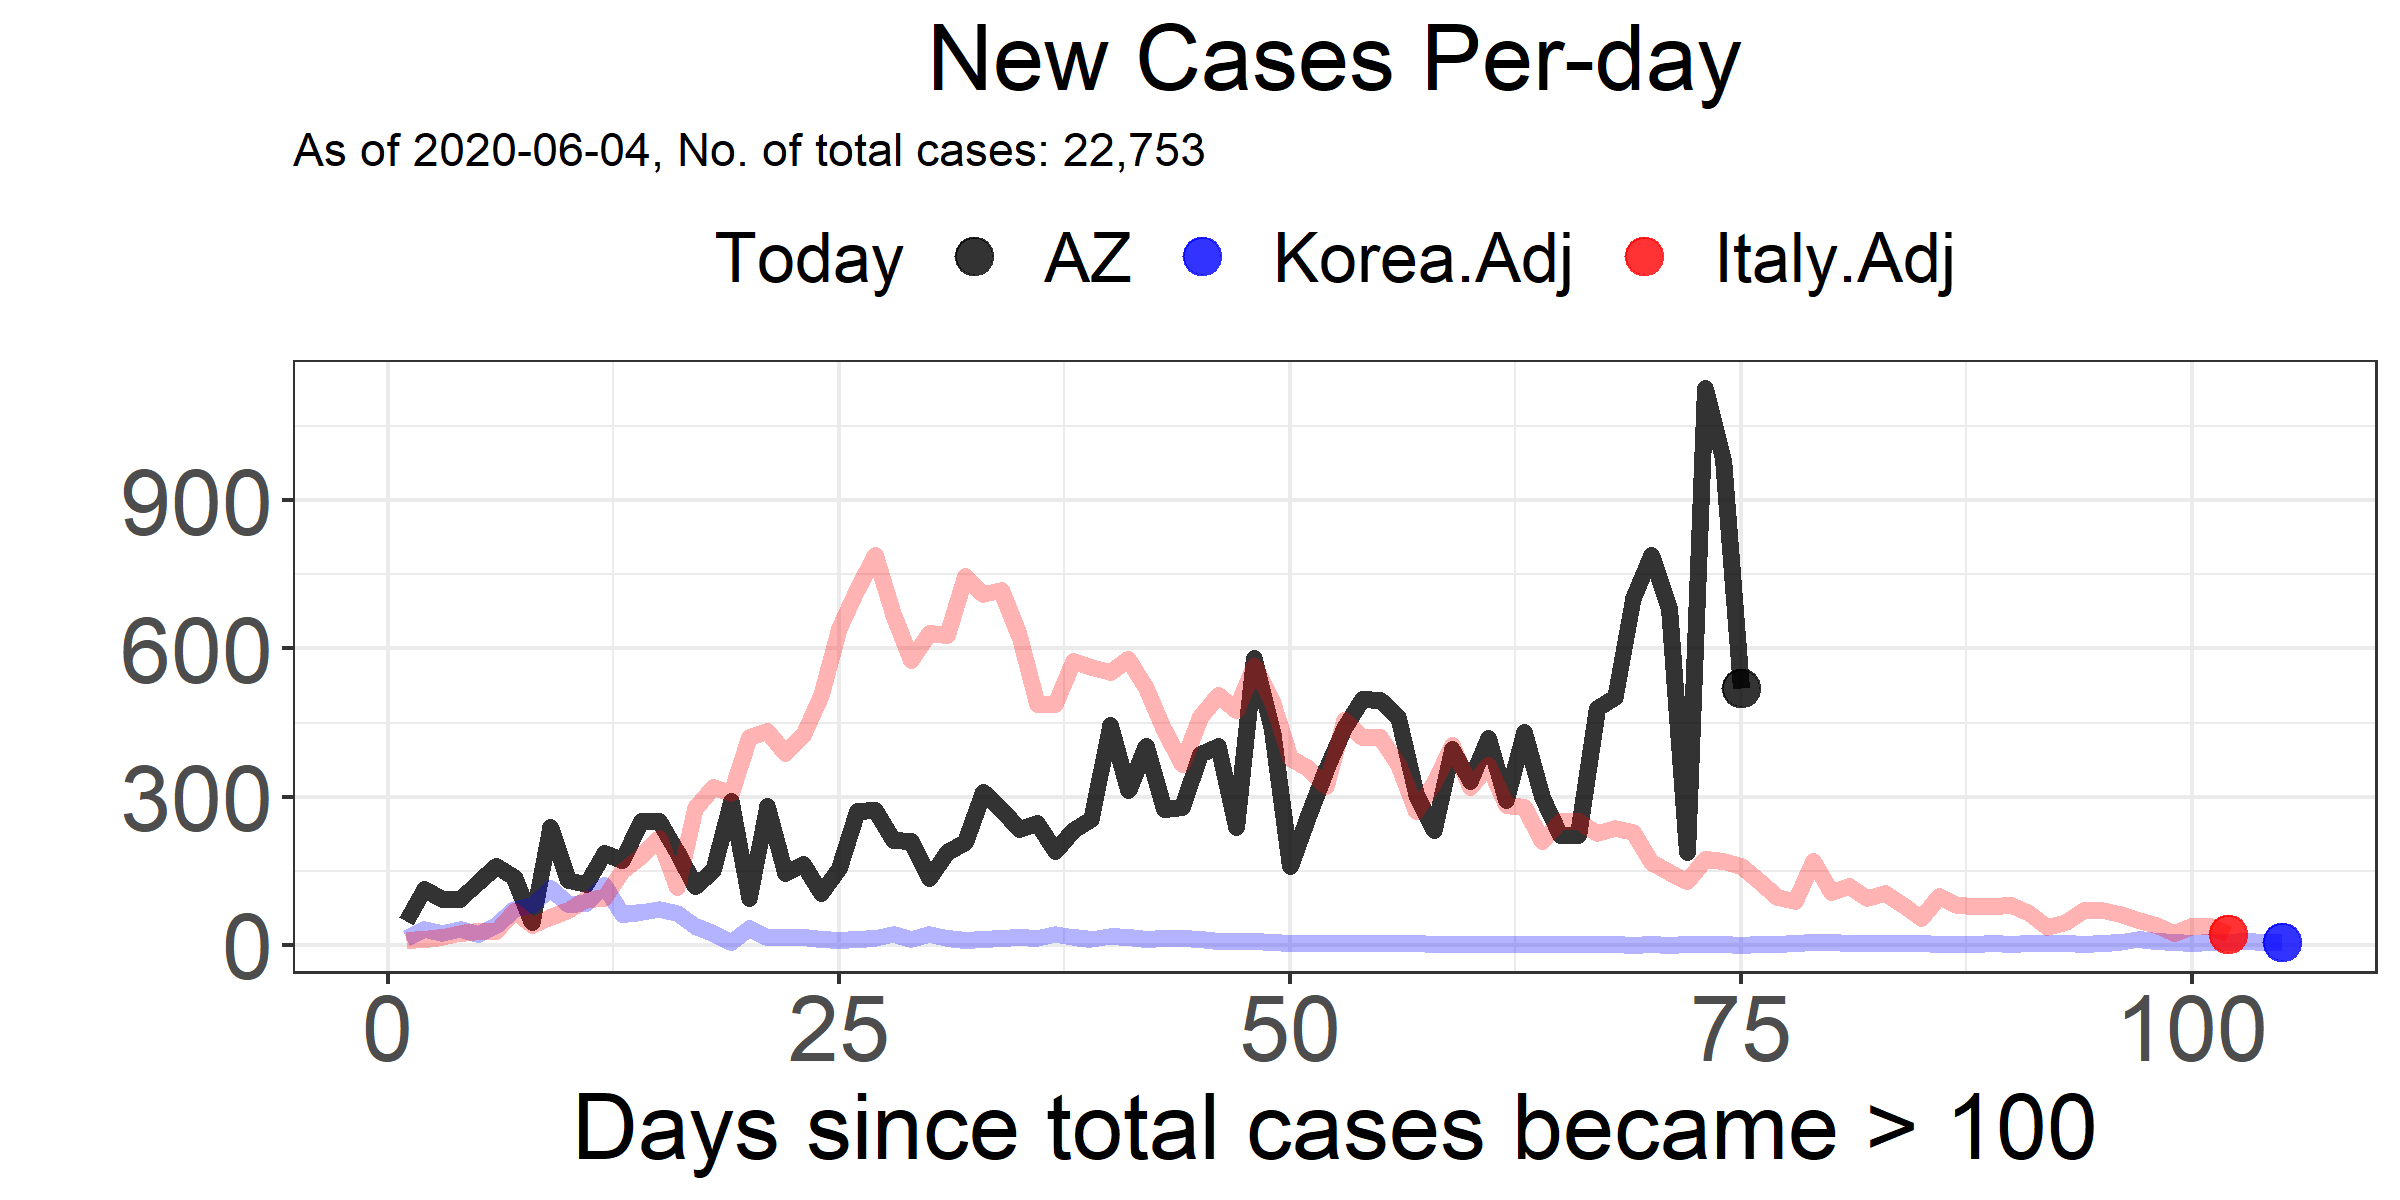 New Cases Per-day
As of 2020-06-04, No. of total cases: 22,753
Today AZ Korea.Adj Italy.Adj
900
600
300
0
0 25 50 75 100
Days since total cases became > 100